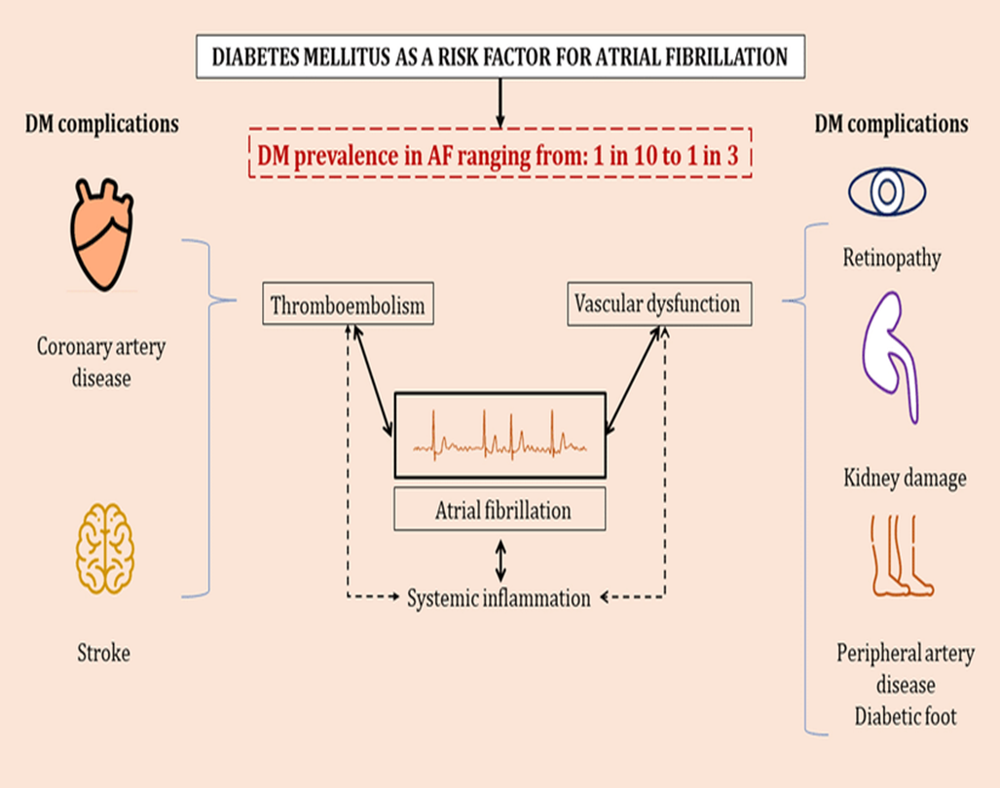 DIABETES MELLITUS AS A RISK FACTOR FOR ATRIAL FIBRILLATION
DM complications
DM complications
DM prevalence in AF ranging from: 1 in 10 to 1 in 3
Retinopathy
Thromboembolism
Vascular dysfunction
Coronary artery
disease
Kidney damage
Atrial fibrillation
Systemic inflammation
Stroke
Peripheral artery
disease
Diabetic foot